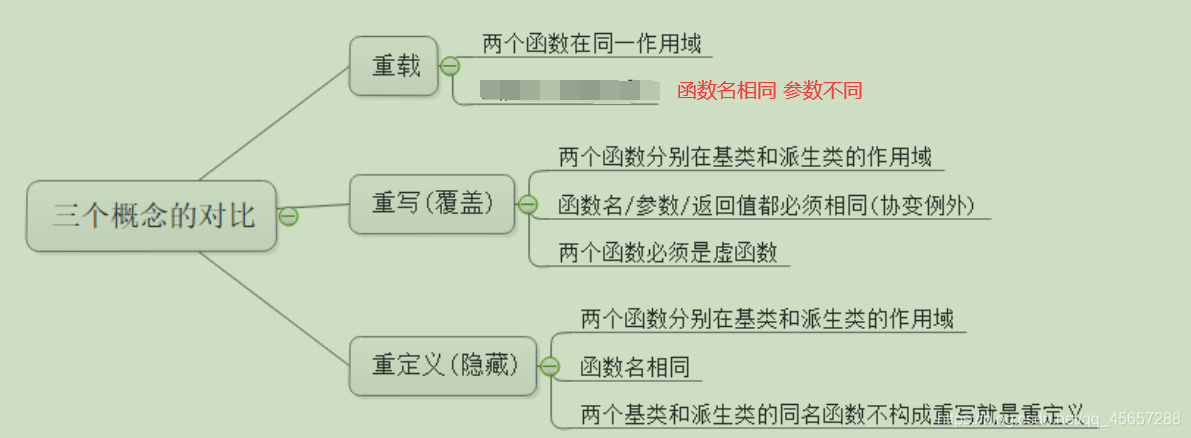 重载
两个函数在同一作用域
函数名相同 参数不同
三个概念的对比
重写(覆盖)
两个函数分别在基类和派生类的作用域
函数名/参数/返回值都必须相同(协变例外)
两个函数必须是虚函数
重定义(隐藏)
两个函数分别在基类和派生类的作用域
函数名相同
两个基类和派生类的同名函数不构成重写就是重定义
https://blog.csdn.net/qq_45657288